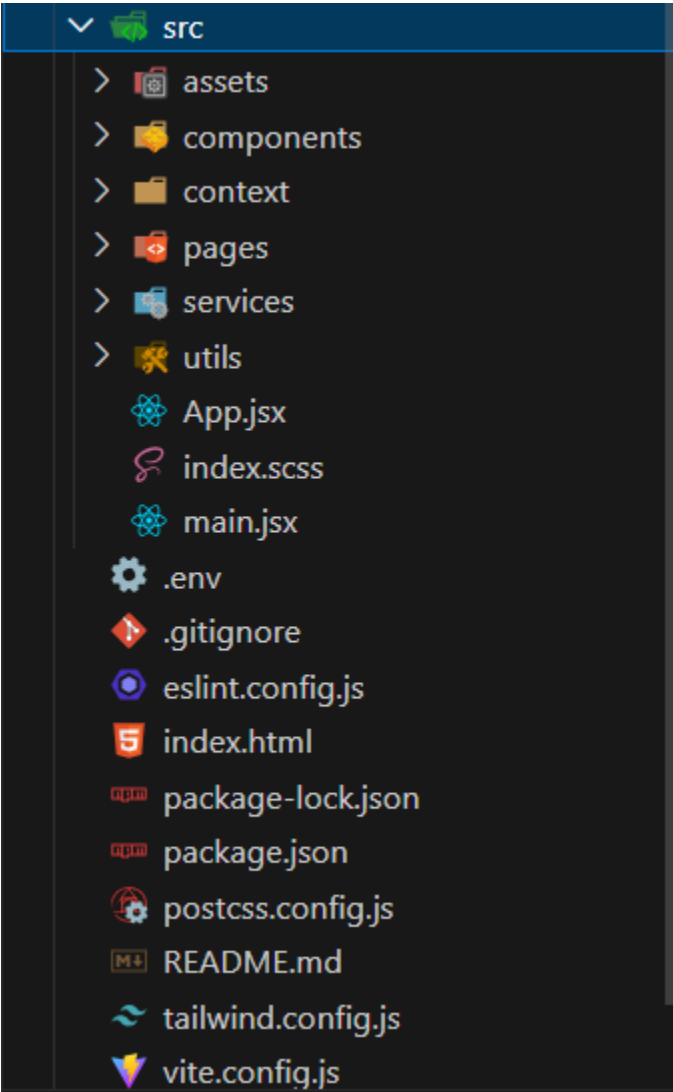 src
assets
components
context
pages
services
utils
App.jsx
index.scss
main.jsx
.env
.gitignore
eslint.config.js
index.html
package-lock.json
package.json
postcss.config.js
README.md
tailwind.config.js
vite.config.js